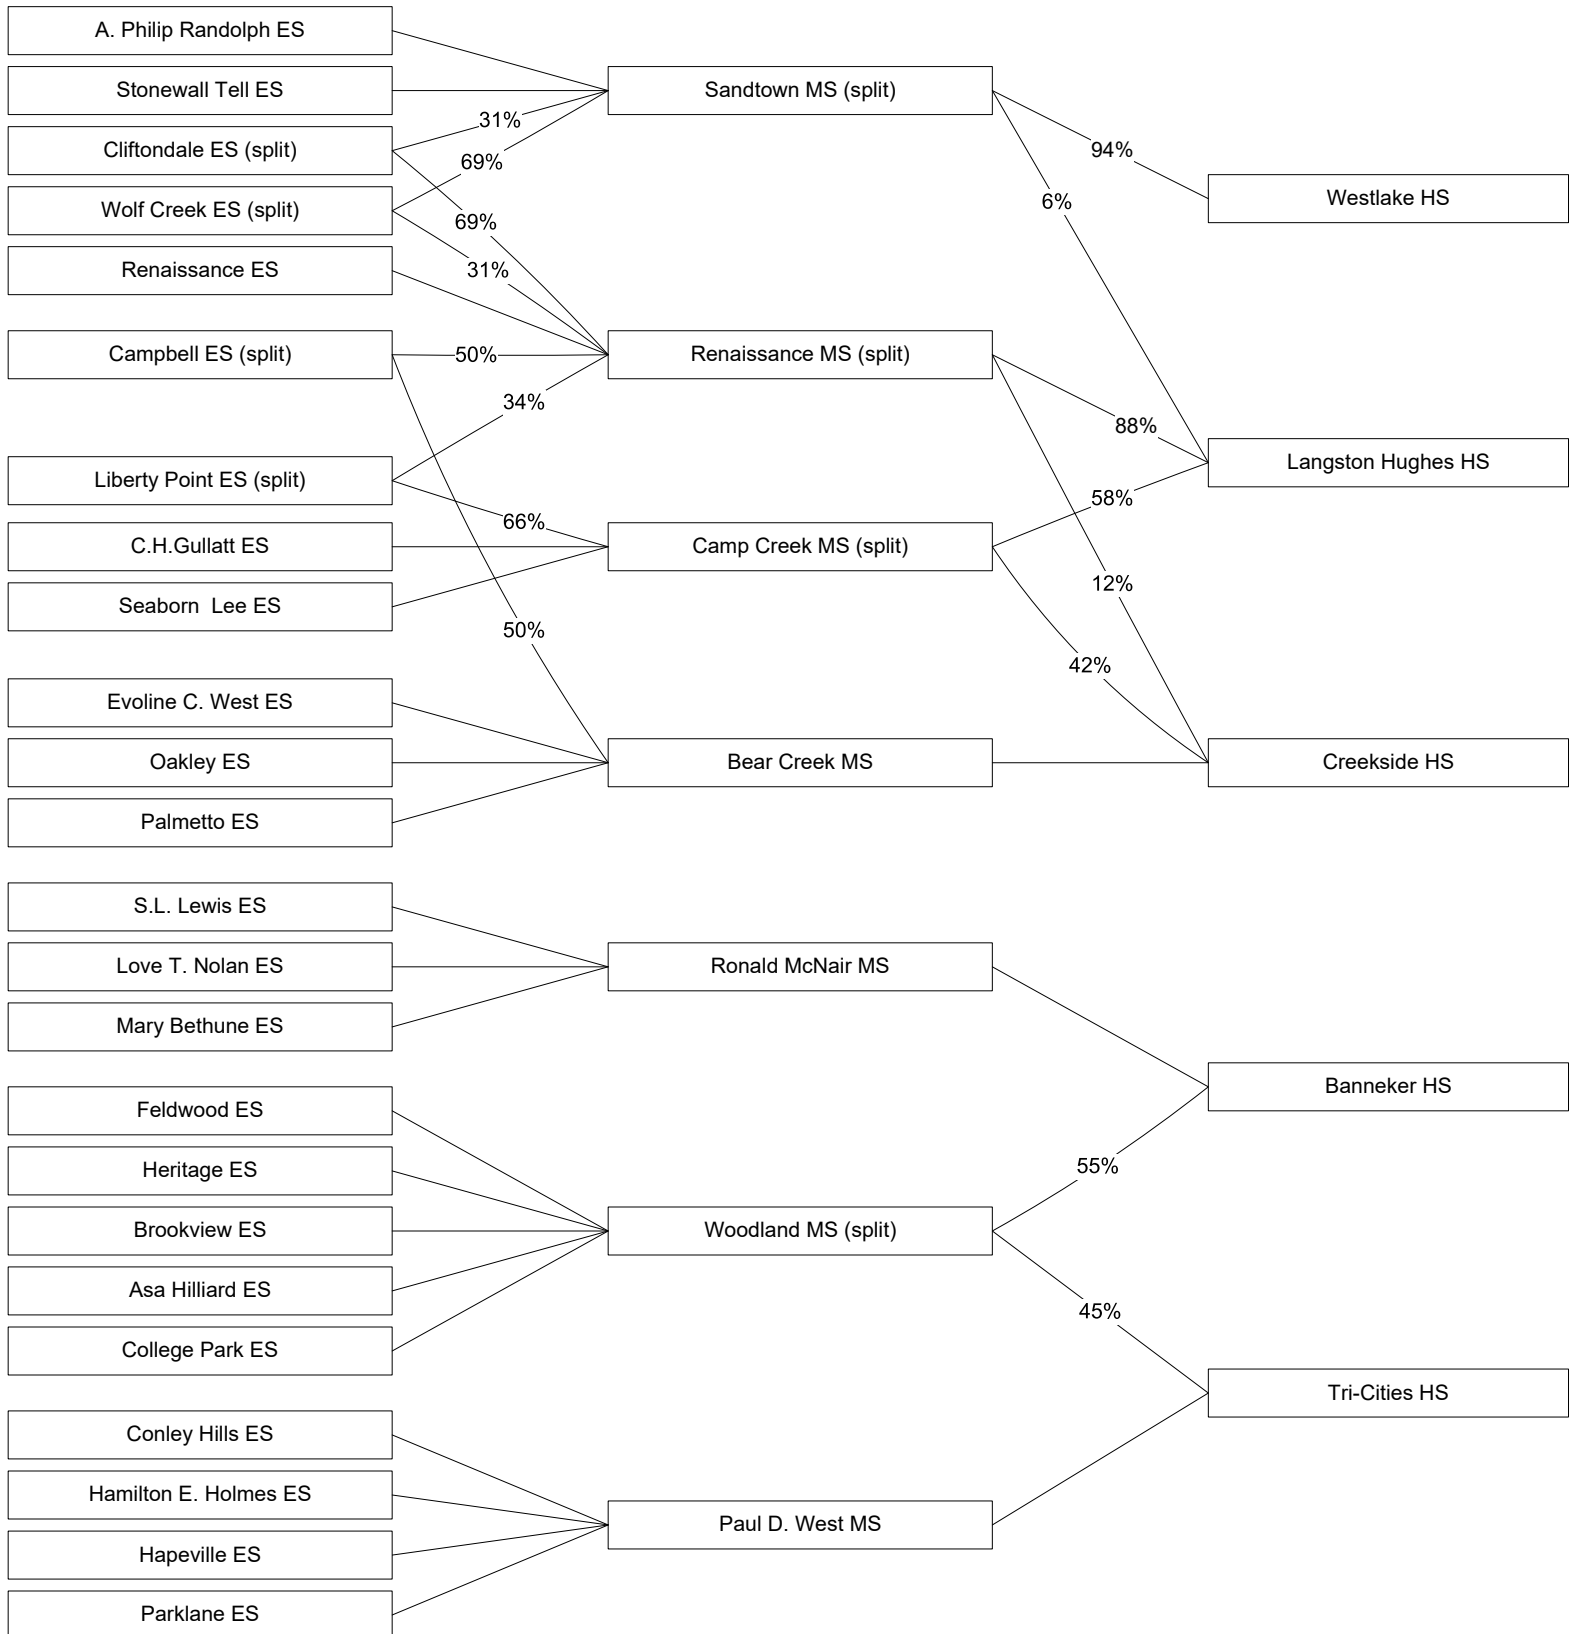 A. Philip Randolph ES
Stonewall Tell ES
Cliftondale ES (split)
Wolf Creek ES (split)
Renaissance ES
Campbell ES (split)
Liberty Point ES (split)
C.H.Gullatt ES
Seaborn  Lee ES
Evoline C. West ES
Oakley ES
Palmetto ES
S.L. Lewis ES
Love T. Nolan ES
Mary Bethune ES
Feldwood ES
Heritage ES
Brookview ES
Asa Hilliard ES
College Park ES
Conley Hills ES
Hamilton E. Holmes ES
Hapeville ES
Parklane ES
31%
69%
69%
31%
50%
34%
66%
50%
Sandtown MS (split)
Renaissance MS (split)
Camp Creek MS (split)
Bear Creek MS
Ronald McNair MS
Woodland MS (split)
Paul D. West MS
94%
6%
88%
58%
12%
42%
55%
45%
Westlake HS
Langston Hughes HS
Creekside HS
Banneker HS
Tri-Cities HS